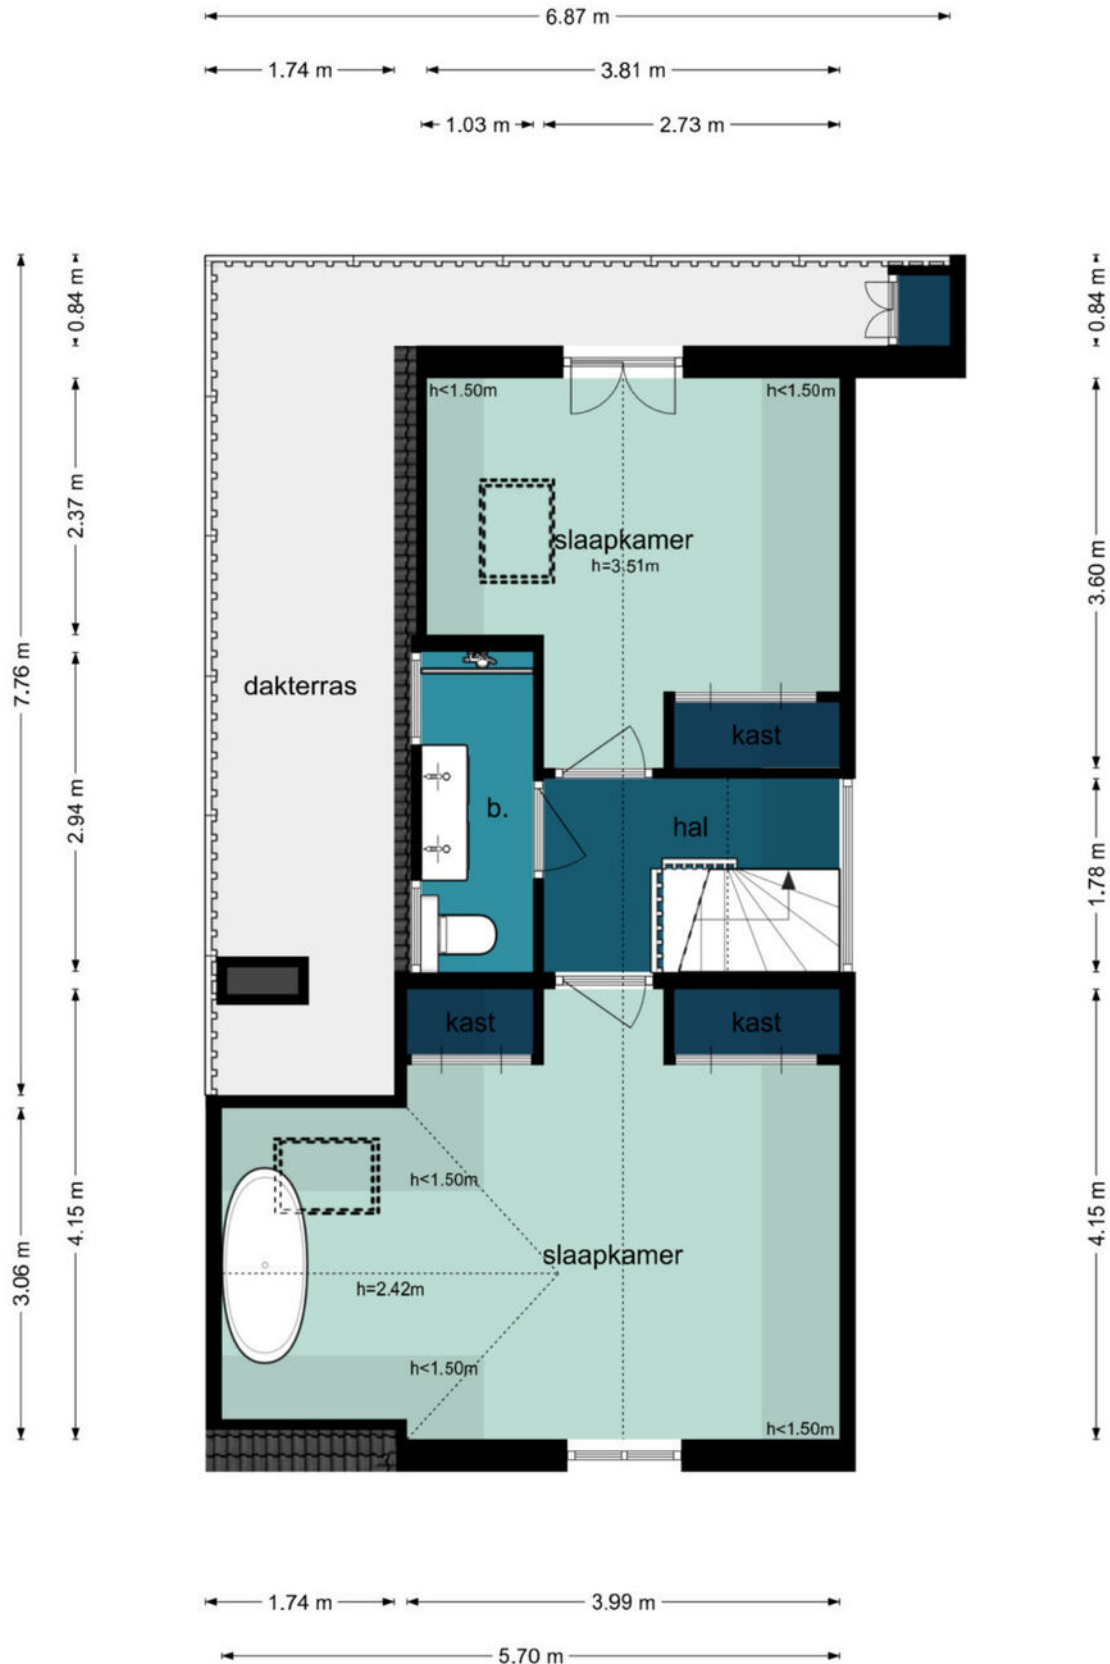 6.87 m
1.74 m
3.81 m
1.03 m
2.73 m
0.84 m
0.84 m
h<1.50m
h<1.50m
2.37 m
slaapkamer
h=3.51m
3.60 m
7.76 m
dakterras
kast
2.94 m
b.
hal
1.78 m
kast
kast
h<1.50m
4.15 m
4.15 m
slaapkamer
3.06 m
h=2.42m
h<1.50m
h<1.50m
1.74 m
3.99 m
5.70 m